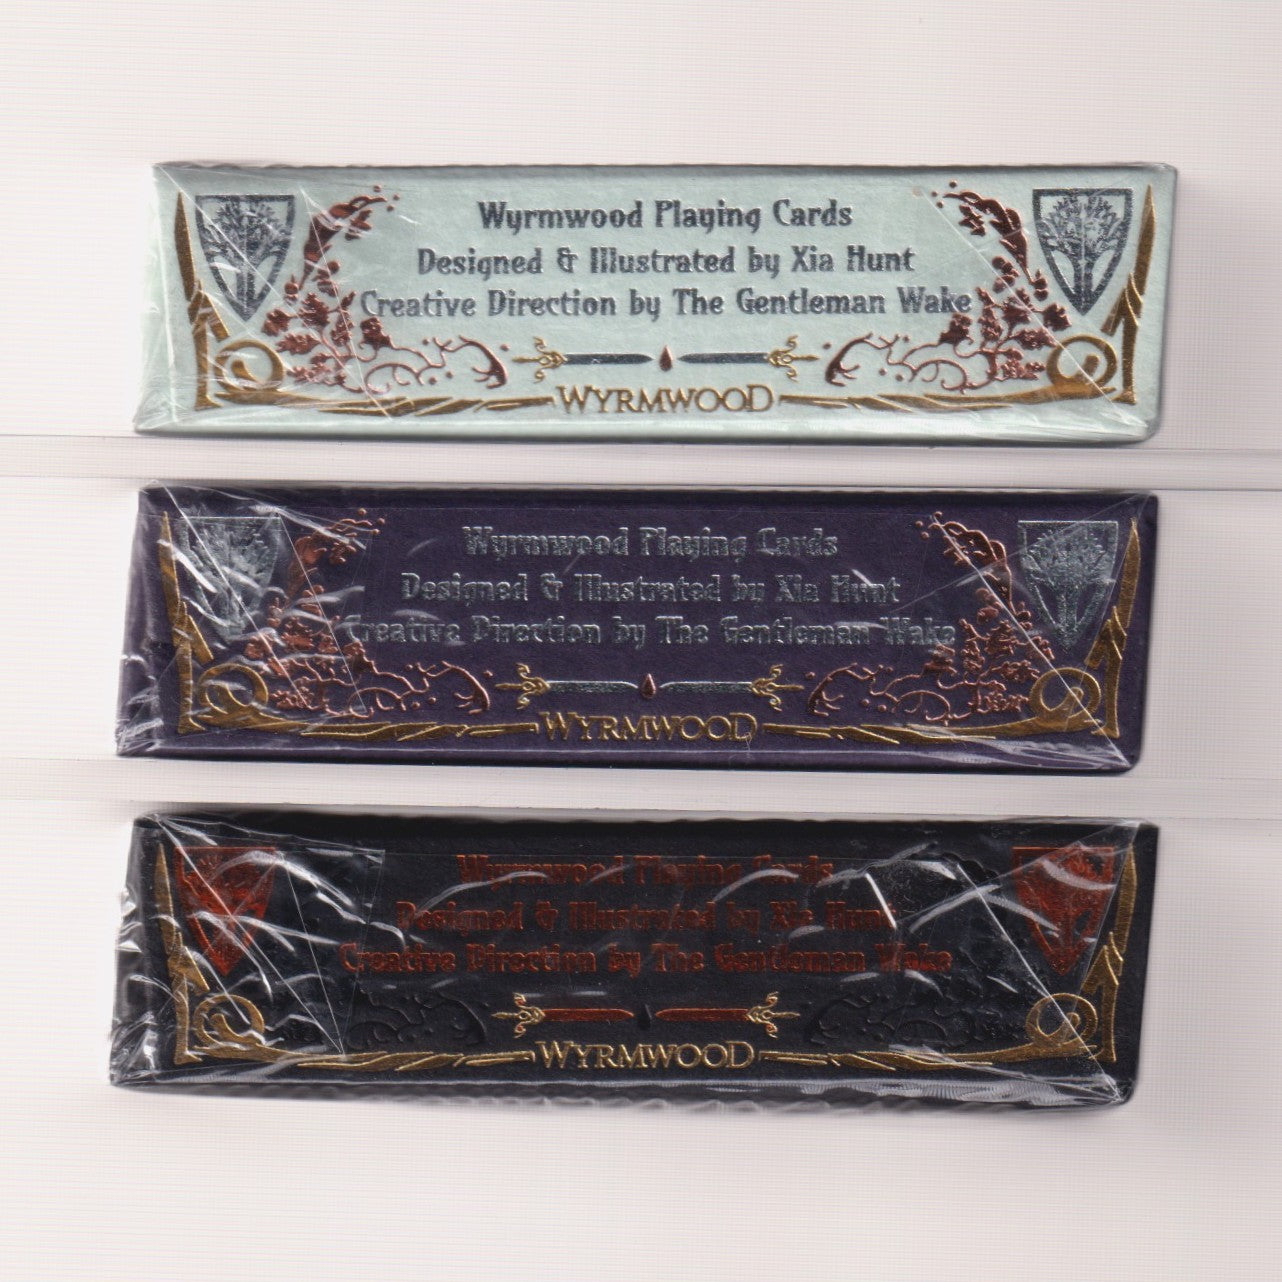 Wyrmwood Playing Cards
Designed & Illustrated by Xia Hunt
Creative Direction by The Gentleman Wake
WYRMWOOD
Wyrmwood Playing Cards
Designed & Illustrated by Xia Hunt
Creative Direction by The Gentleman Wake
WYRMWOOD
Wyrmwood Playing Cards
Designed & Illustrated by Xia Hunt
Creative Direction by The Gentleman Wake
WYRMWOOD